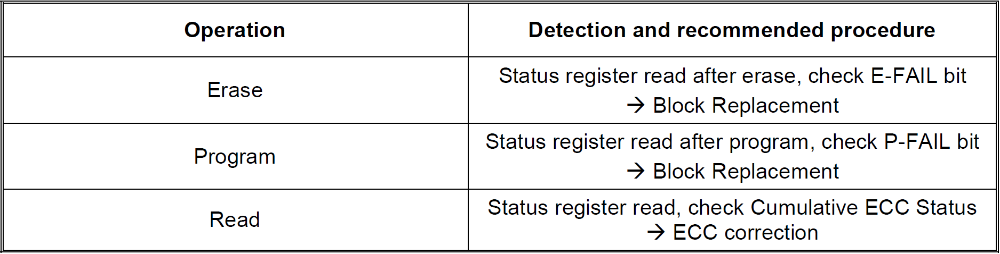 Operation
Detection and recommended procedure
Erase
Status register read after erase, check E-FAIL bit
→ Block Replacement
Program
Status register read after program, check P-FAIL bit
→ Block Replacement
Read
Status register read, check Cumulative ECC Status
→ ECC correction